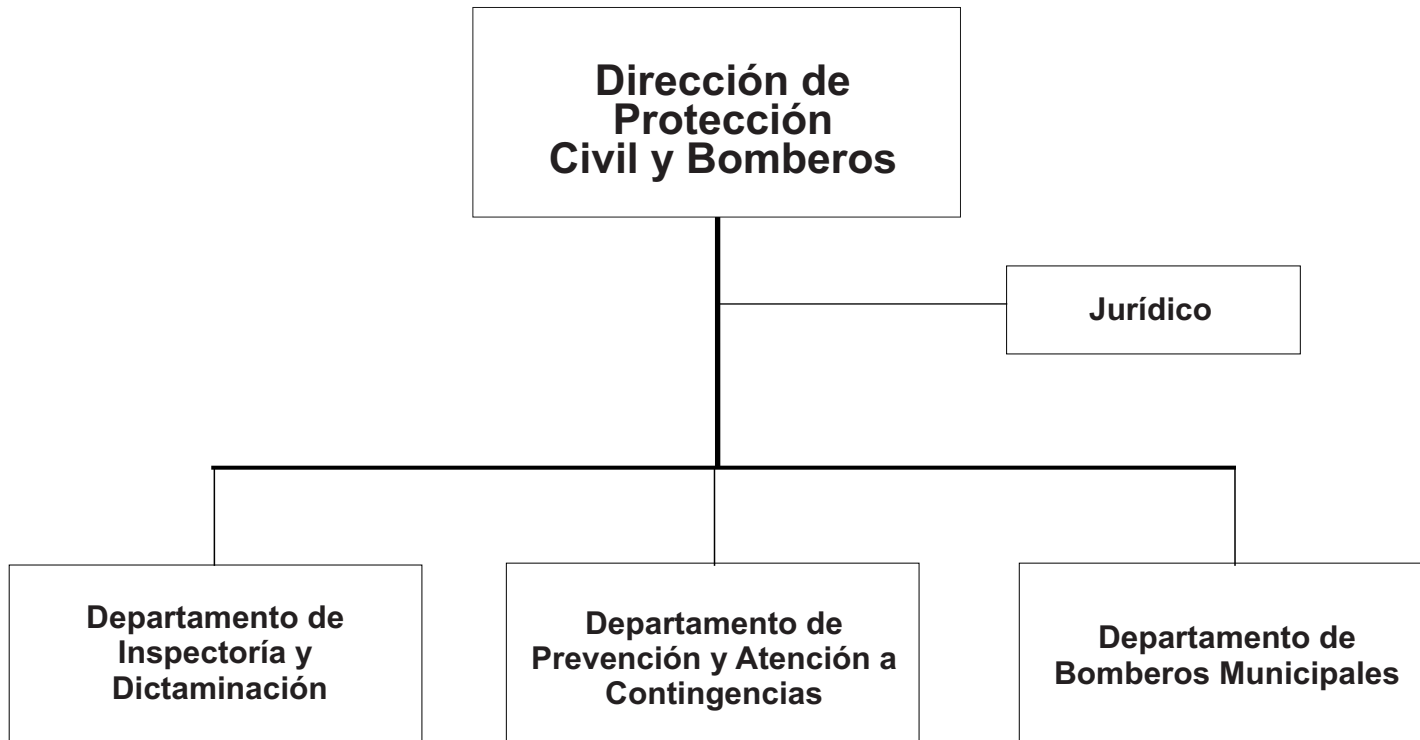 Dirección de
Protección
Civil y Bomberos
Jurídico
Departamento de
Inspectoría y
Dictaminación
Departamento de
Prevención y Atención a
Contingencias
Departamento de
Bomberos Municipales